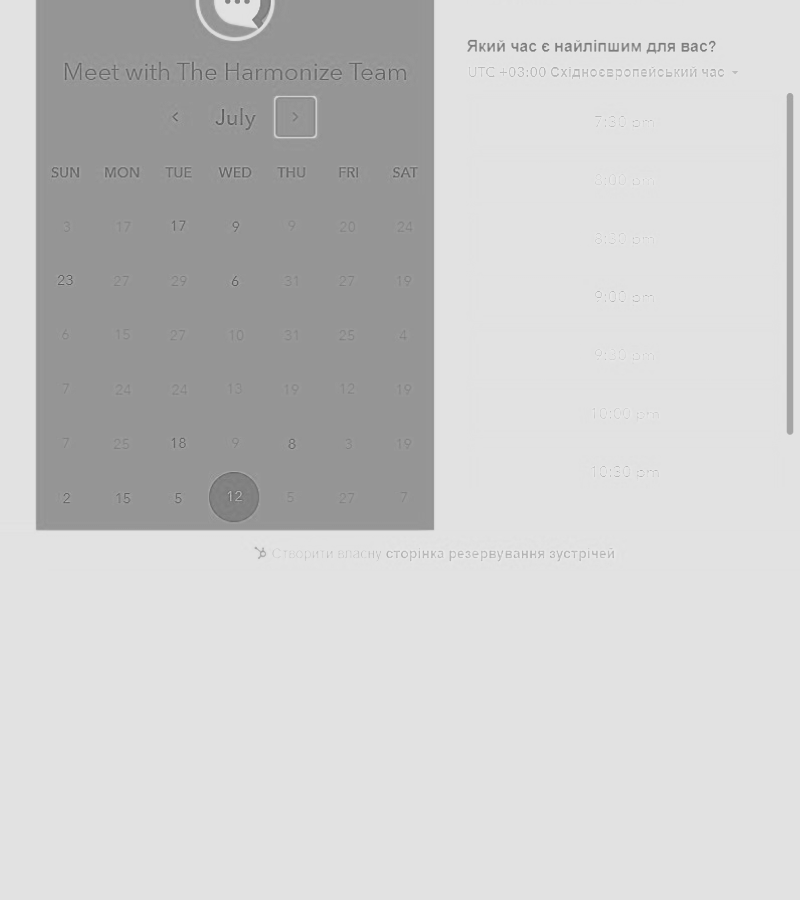 Meet with The Harmonize Team
July
SUN MON TUE WED THU FRI SAT
3 17 17 9 9 20 24
23 27 29 6 31 27 19
6 15 27 10 31 25 4
7 24 24 13 19 12 19
7 25 18 9 8 3 19
2 15 5 12 5 27 7
Який час є найліпшим для вас?
UTC +03:00 Східноєвропейський час
7:30 pm
8:00 pm
8:30 pm
9:00 pm
9:30 pm
10:00 pm
10:30 pm
Створити власну сторінка резервування зустрічей